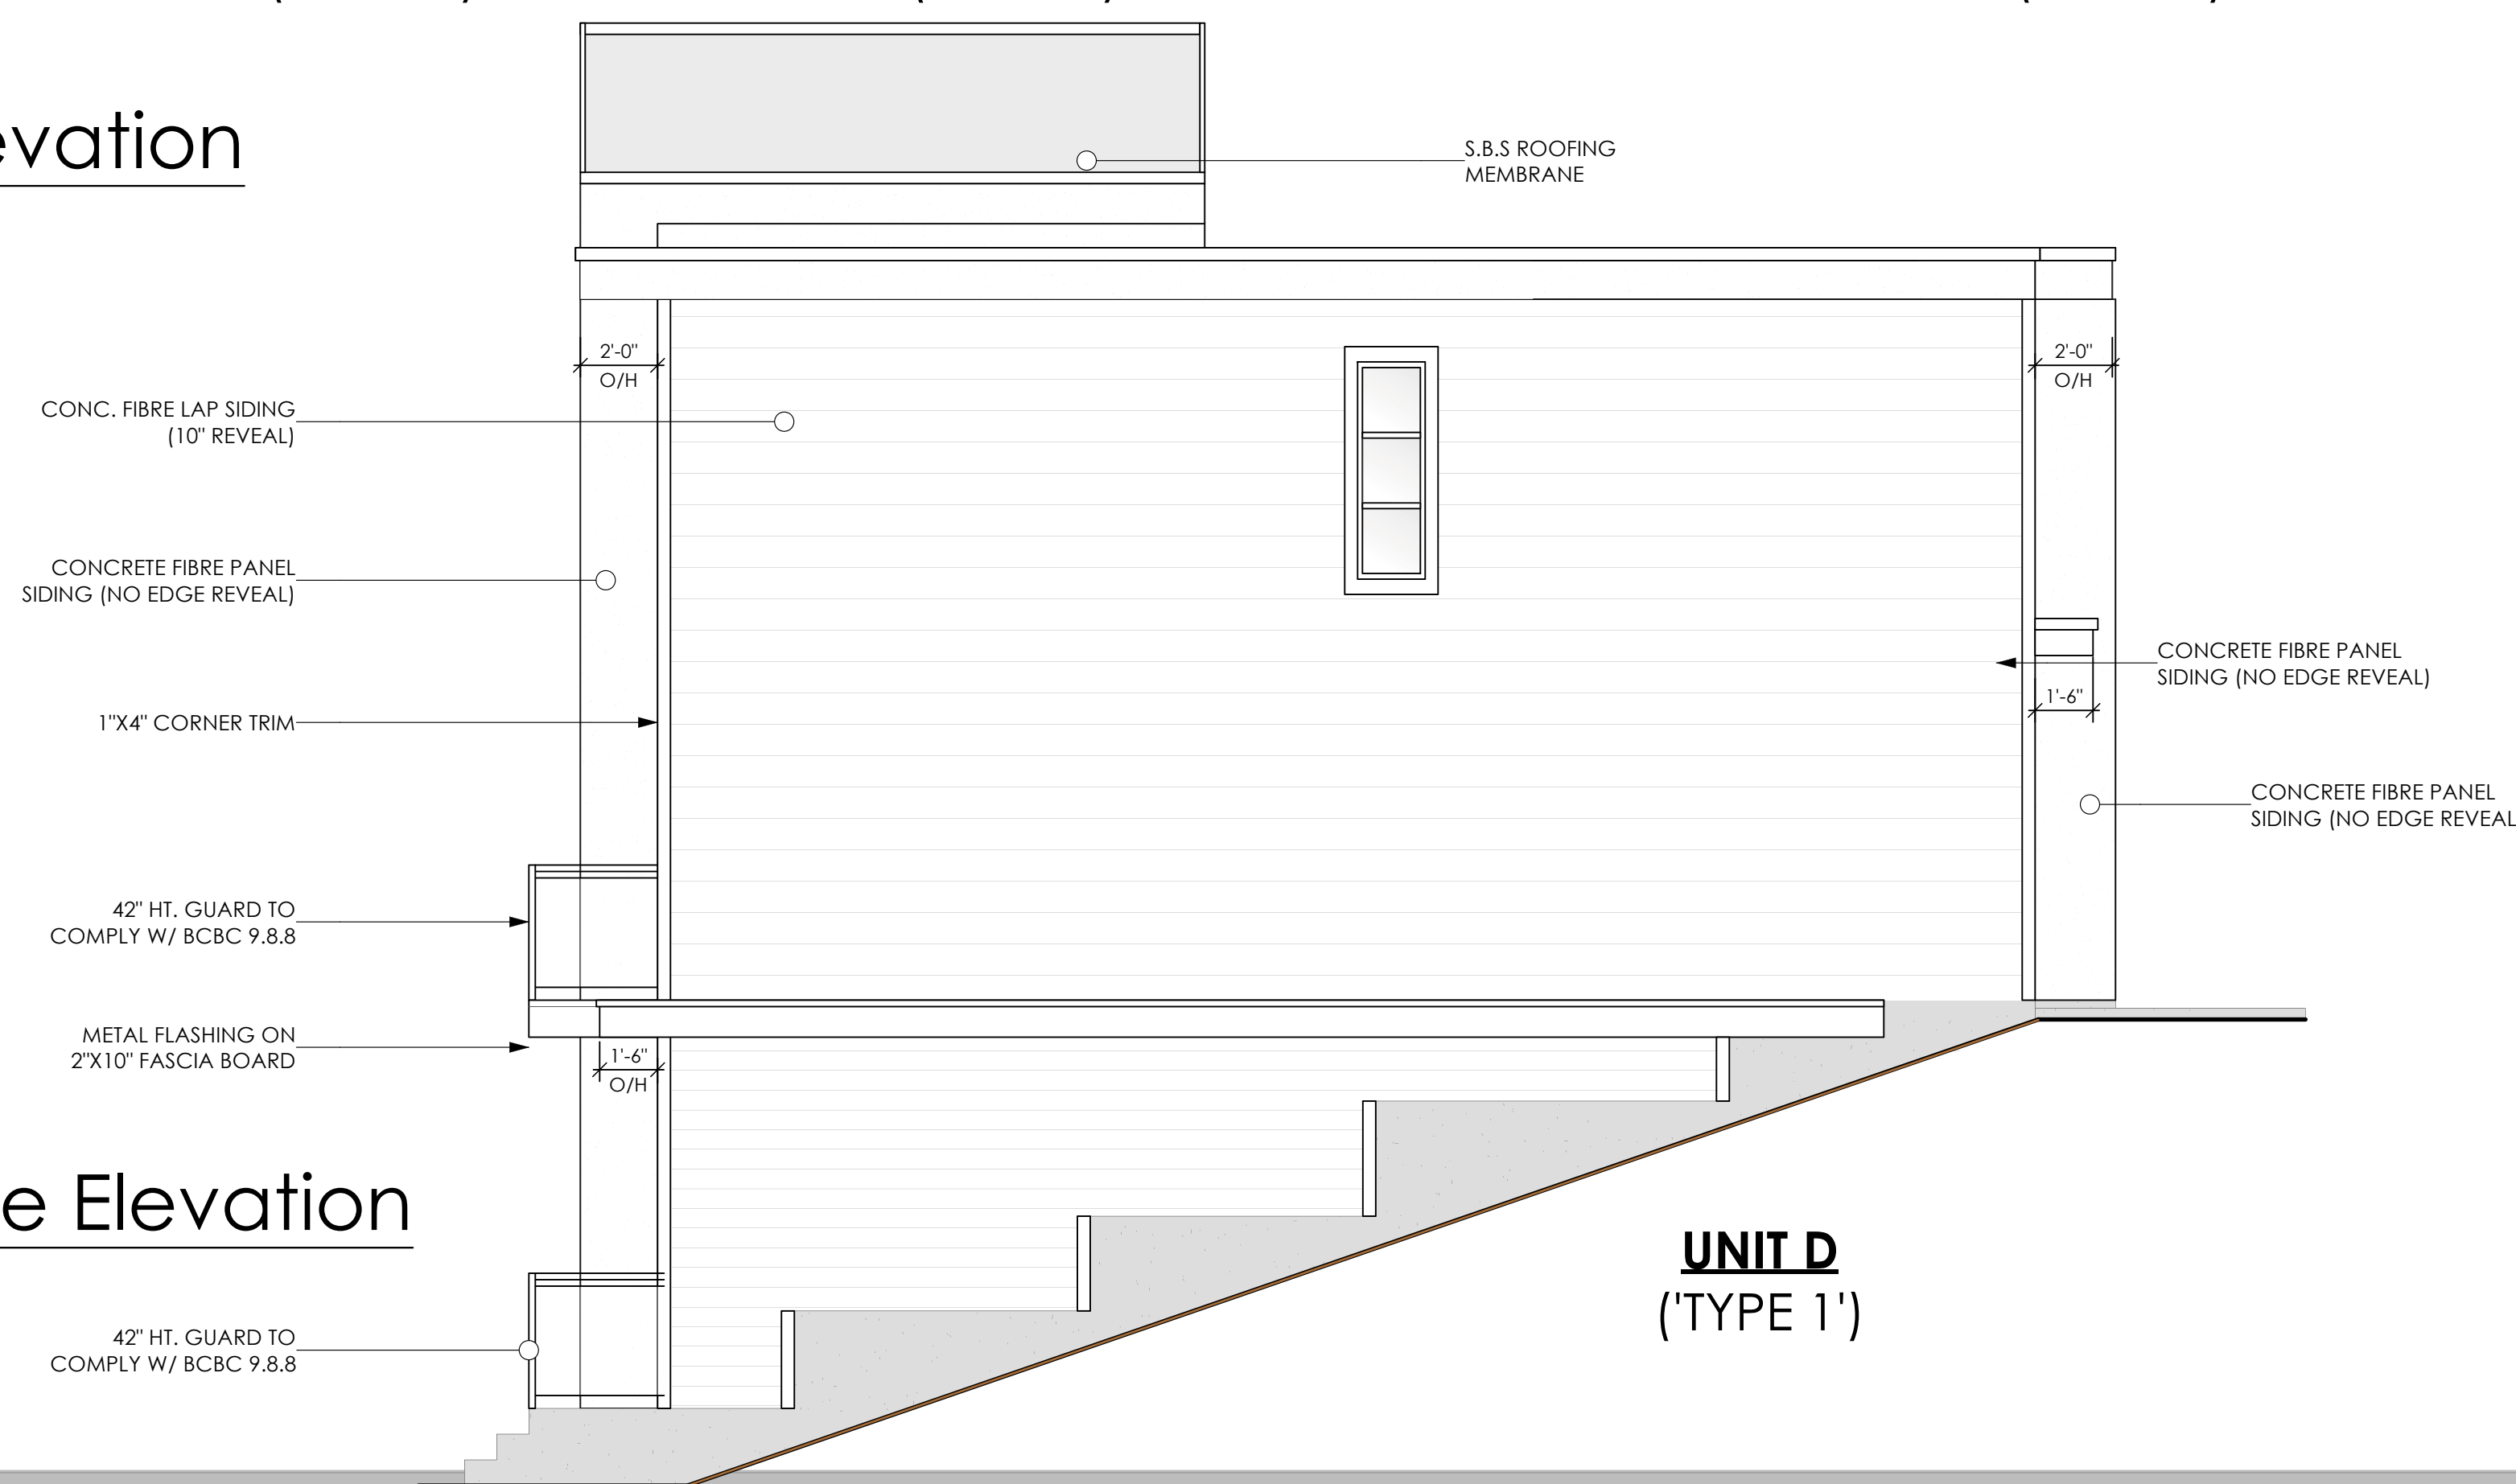 evation
S.B.S ROOFING
MEMBRANE
2'-0"
O/H
2'-0"
O/H
CONC. FIBRE LAP SIDING
(10" REVEAL)
CONCRETE FIBRE PANEL
SIDING (NO EDGE REVEAL)
CONCRETE FIBRE PANEL
SIDING (NO EDGE REVEAL)
1'-6"
1"X4" CORNER TRIM
CONCRETE FIBRE PANEL
SIDING (NO EDGE REVEAL
42" HT. GUARD TO
COMPLY W/ BCBC 9.8.8
METAL FLASHING ON
2"X10" FASCIA BOARD
1'-6"
O/H
e Elevation
UNIT D
('TYPE 1')
42" HT. GUARD TO
COMPLY W/ BCBC 9.8.8